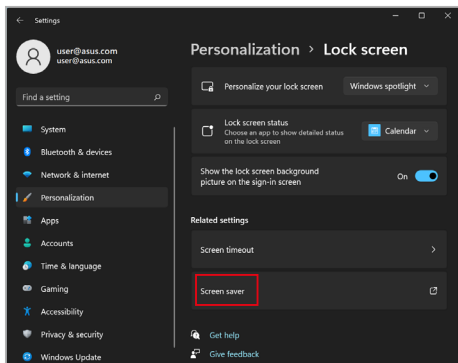 Settings
user@asus.com
user@asus.com
Find a setting
System
Bluetooth & devices
Network & internet
Personalization
Apps
Accounts
Time & language
Gaming
Accessibility
Privacy & security
Windows Update
Personalization > Lock screen
Personalize your lock screen
Windows spotlight
Lock screen status
Choose an app to show detailed status
on the lock screen
Calendar
Show the lock screen background
picture on the sign-in screen
On
Related settings
Screen timeout
Screen saver
Get help
Give feedback